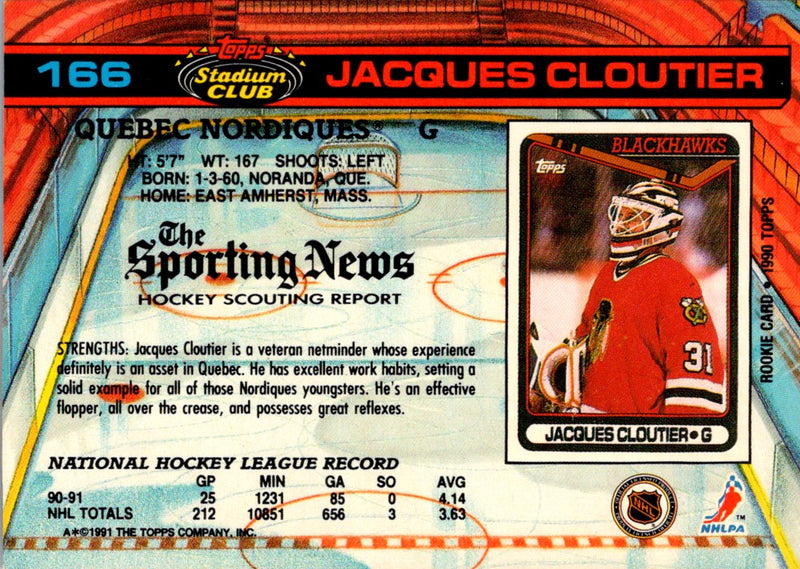 166
Topps
Stadium
CLUB
JACQUES CLOUTIER
QUEBEC NORDIQUES® G
HT: 5'7" WT: 167 SHOOTS: LEFT
BORN: 1-3-60, NORANDA, QUE.
HOME: EAST AMHERST, MASS.
The
Sporting News
HOCKEY SCOUTING REPORT
STRENGTHS: Jacques Cloutier is a veteran netminder whose experience
definitely is an asset in Quebec. He has excellent work habits, setting a
solid example for all of those Nordiques youngsters. He's an effective
flopper, all over the crease, and possesses great reflexes.
BLACKHAWKS
Topps
31
JACQUES CLOUTIER•G
ROOKIE CARD • 1990 TOPPS
NATIONAL HOCKEY LEAGUE RECORD
GP MIN GA SO AVG
90-91 25 1231 85 0 4.14
NHL TOTALS 212 10851 656 3 3.63
A✱©1991 THE TOPPS COMPANY, INC.
NHL
NHLPA™